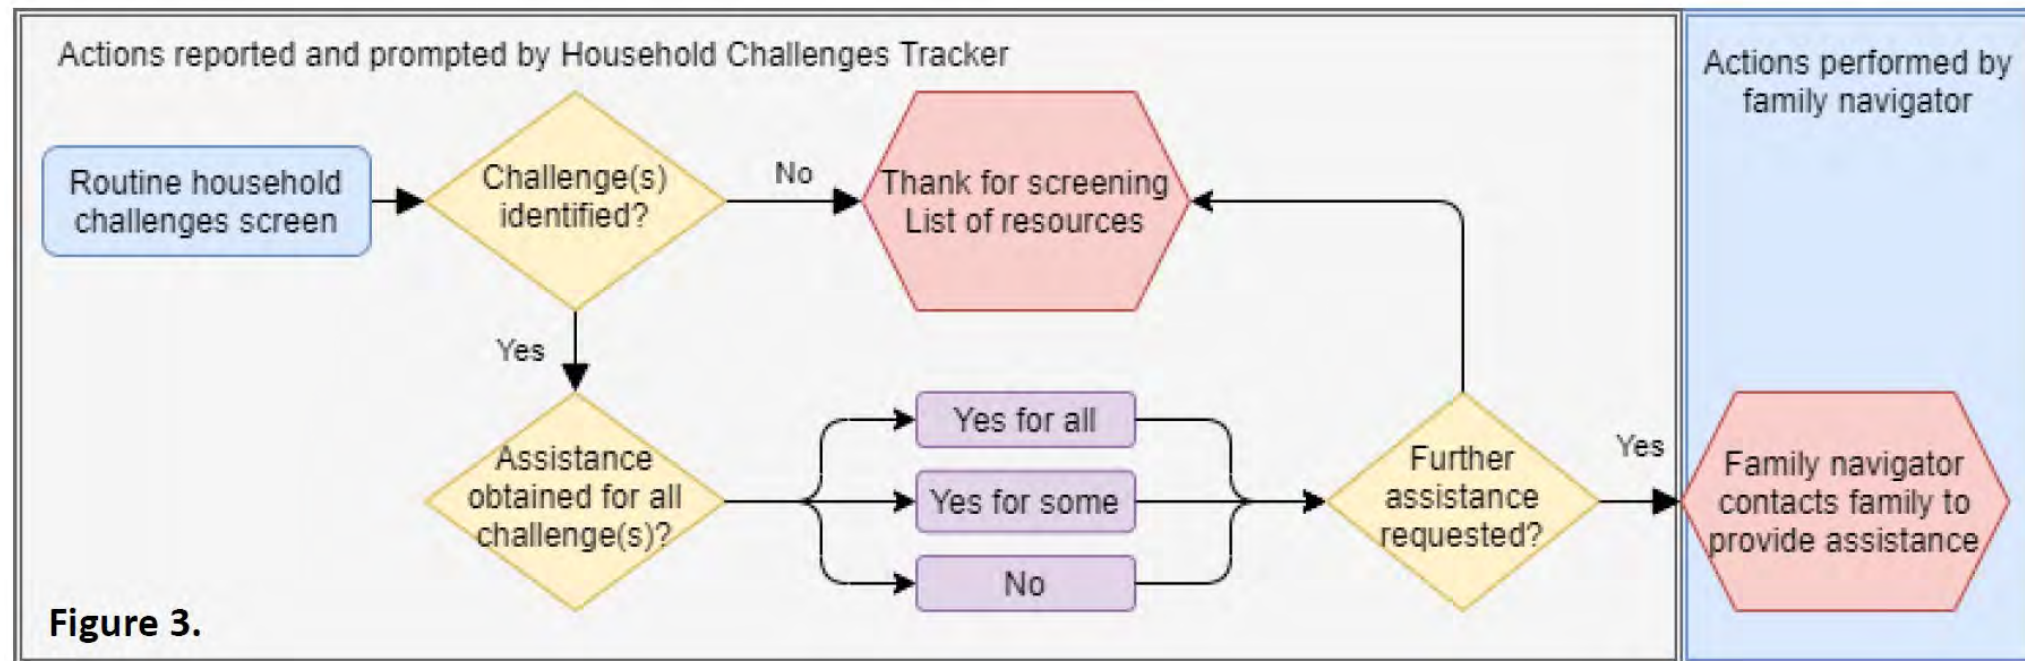 Actions reported and prompted by Household Challenges Tracker
Actions performed by
family navigator
Routine household
challenges screen
Challenge(s)
identified?
No
Thank for screening
List of resources
Yes
Assistance
obtained for all
challenge(s)?
Yes for all
Yes for some
No
Further
assistance
requested?
Yes
Family navigator
contacts family to
provide assistance
Figure 3.